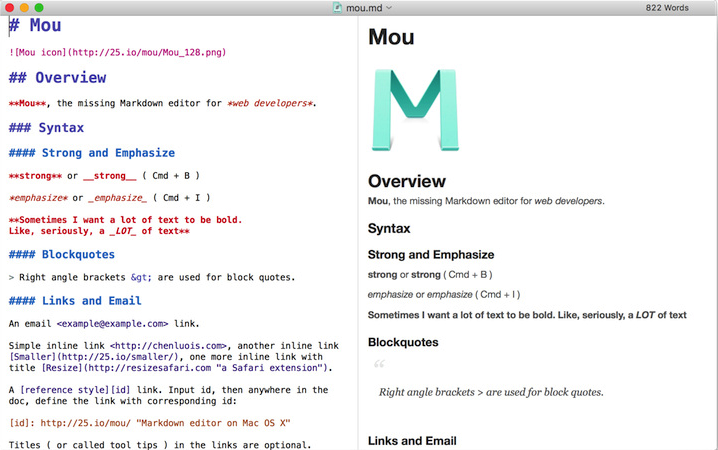 mou.md
822 Words
# Mou
![Mou icon](http://25.io/mou/Mou_128.png)
## Overview
**Mou**, the missing Markdown editor for *web developers*.
### Syntax
#### Strong and Emphasize
**strong** or __strong__ ( Cmd + B )
*emphasize* or _emphasize_ ( Cmd + I )
**Sometimes I want a lot of text to be bold.
Like, seriously, a _LOT_ of text**
#### Blockquotes
> Right angle brackets &gt; are used for block quotes.
#### Links and Email
An email <example@example.com> link.
Simple inline link <http://chenluois.com>, another inline link
[Smaller](http://25.io/smaller/), one more inline link with
title [Resize](http://resizesafari.com "a Safari extension").
A [reference style][id] link. Input id, then anywhere in the
doc, define the link with corresponding id:
[id]: http://25.io/mou/ "Markdown editor on Mac OS X"
Titles ( or called tool tips ) in the links are optional.
Mou
Overview
Mou, the missing Markdown editor for web developers.
Syntax
Strong and Emphasize
strong or strong ( Cmd + B )
emphasize or emphasize ( Cmd + I )
Sometimes I want a lot of text to be bold. Like, seriously, a LOT of text
Blockquotes
“
Right angle brackets > are used for block quotes.
Links and Email